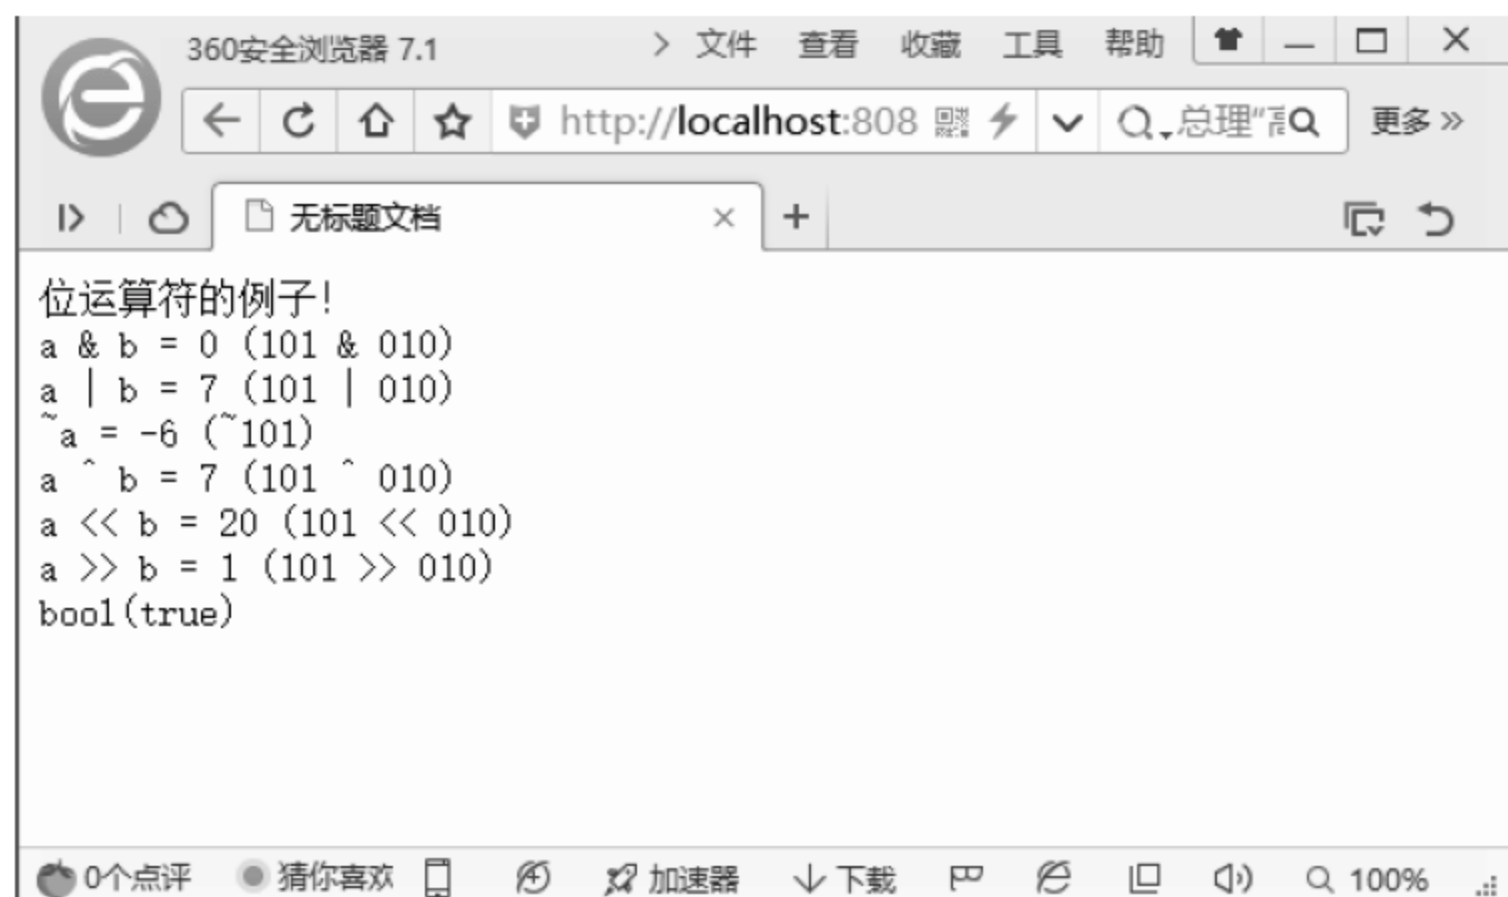 360安全浏览器 7.1 > 文件 查看 收藏 工具 帮助
http://localhost:808 总理“高 更多 »
无标题文档
位运算符的例子!
a & b = 0 (101 & 010)
a | b = 7 (101 | 010)
~a = -6 (~101)
a ^ b = 7 (101 ^ 010)
a << b = 20 (101 << 010)
a >> b = 1 (101 >> 010)
bool(true)
0个点评 猜你喜欢 加速器 下载 100%